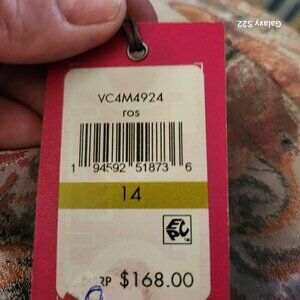 Galaxy S22
VC4M4924
ros
1 94592 51873 6
14
RP $168.00